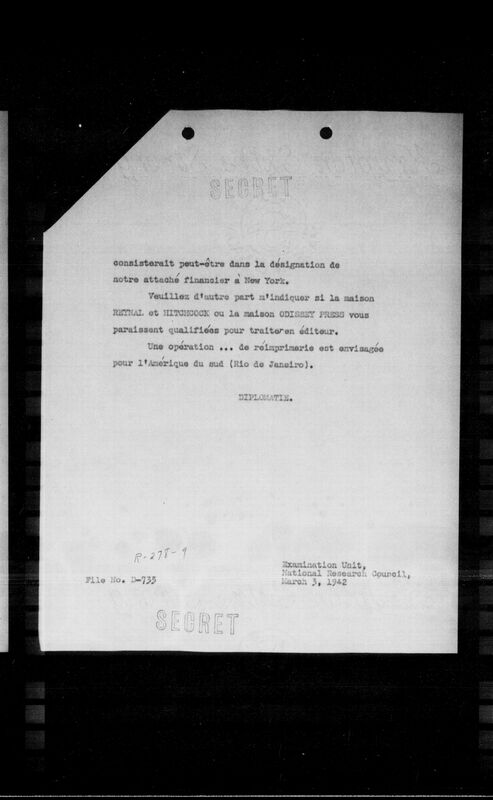 SECRET
consisterait peut-être dans la désignation de
notre attaché financier à New York.
Veuillez d'autre part m'indiquer si la maison
REYNAL et HITCHCOCK ou la maison ODISSEY PRESS vous
paraissent qualifiées pour traiter en éditeur.
Une opération ... de réimprimerie est envisagée
pour l'Amérique du sud (Rio de Janeiro).
DIPLOMATIE.
R-278-9
Examination Unit,
National Research Council,
File No. D-733
March 3, 1942
SECRET